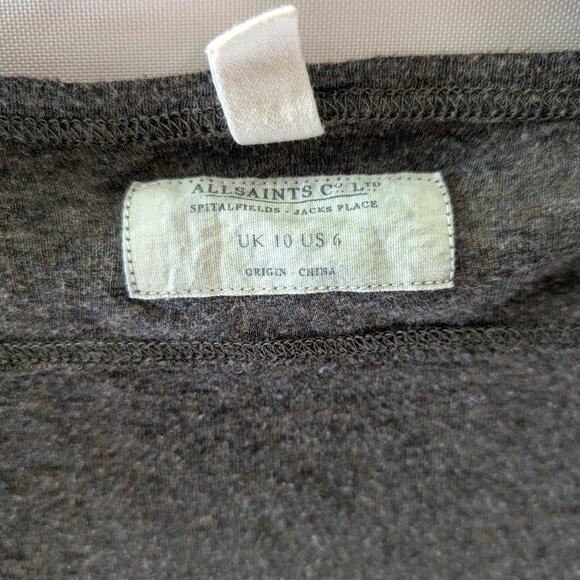 ALLSAINTS Co. LTD
SPITALFIELDS - JACKS PLACE
UK 10 US 6
ORIGIN - CHINA